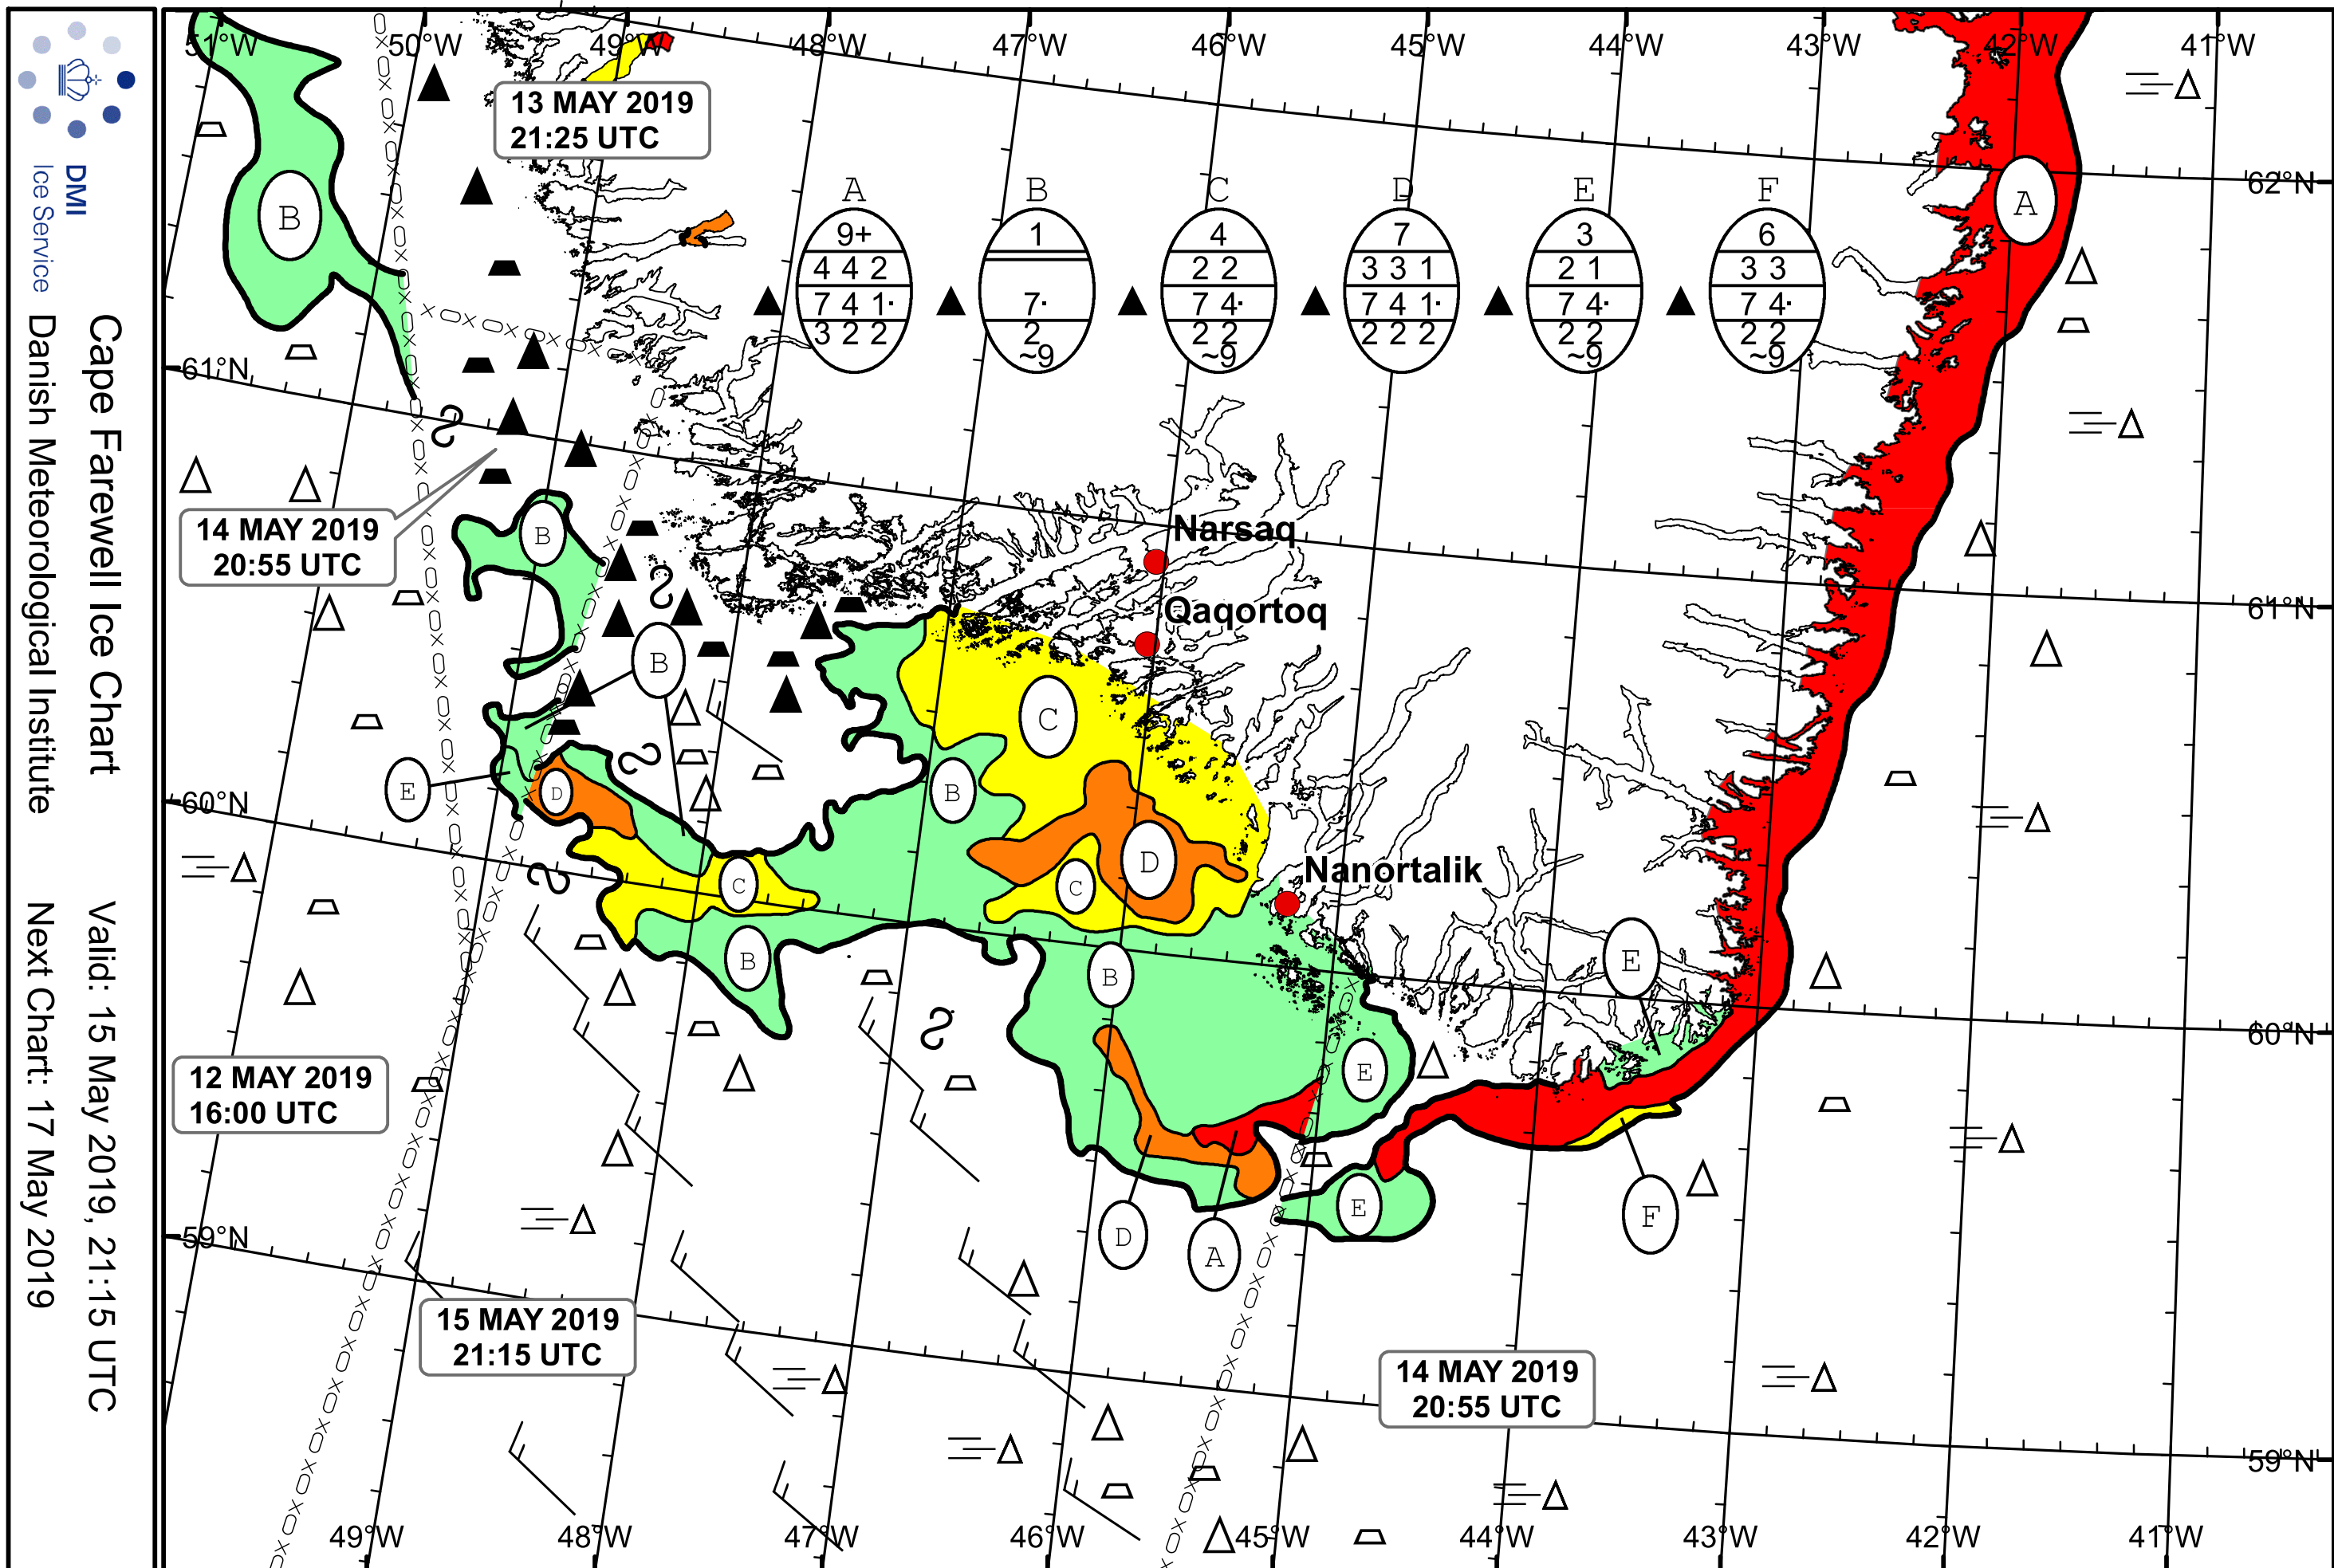 DMI
Ice Service
Cape Farewell Ice Chart
Danish Meteorological Institute
Valid: 15 May 2019, 21:15 UTC
Next Chart: 17 May 2019
51°W 50°W 49°W 48°W 47°W 46°W 45°W 44°W 43°W 42°W 41°W
13 MAY 2019
21:25 UTC
62°N
A B C D E F
9+ 1 4 7 3 6
4 4 2 2 2 3 3 1 2 1 3 3
7 4 1· 7· 7 4· 7 4 1· 7 4· 7 4·
3 2 2 2 2 2 2 2 2 2 2 2 2
~9 ~9 ~9 ~9
A
B
61°N
14 MAY 2019
20:55 UTC
B
Narsaq
Qaqortoq
61°N
B
C
E
D
B
60°N
D
Nanortalik
C
C
B
B
E
60°N
E
12 MAY 2019
16:00 UTC
E
D
A
F
59°N
15 MAY 2019
21:15 UTC
14 MAY 2019
20:55 UTC
59°N
49°W 48°W 47°W 46°W 45°W 44°W 43°W 42°W 41°W